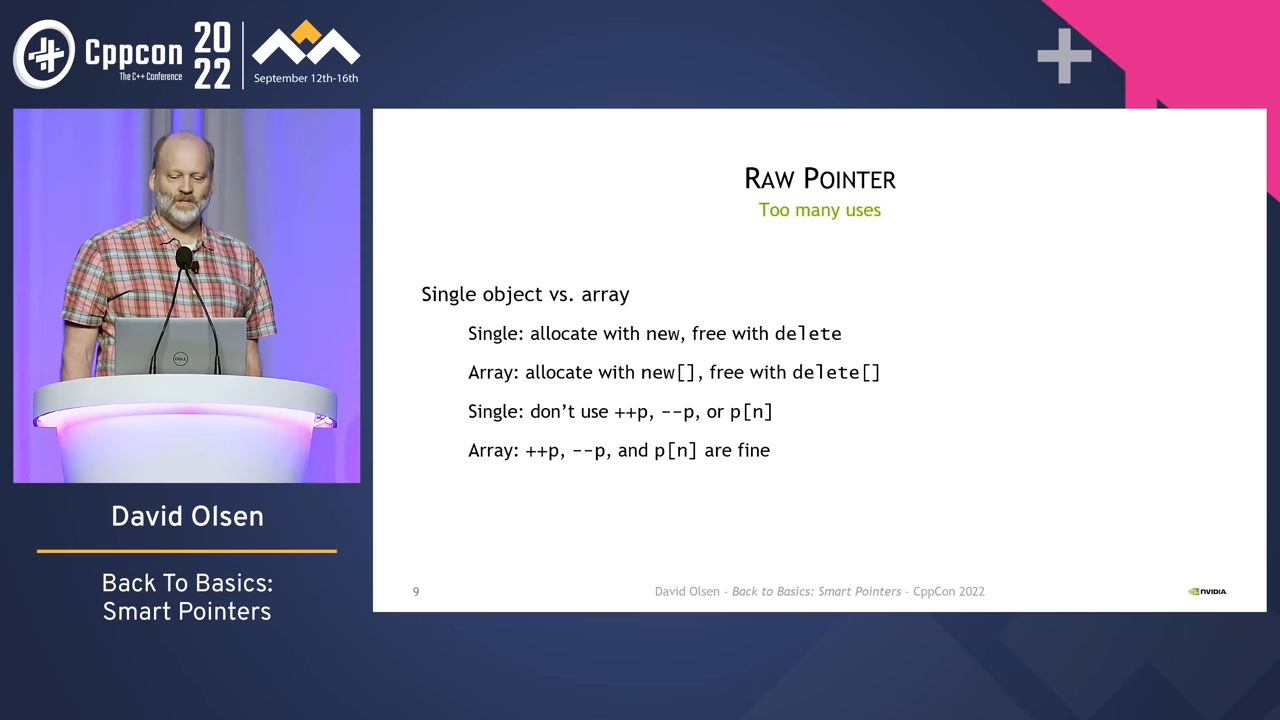 Cppcon
The C++ Conference
20
22
September 12th-16th
RAW POINTER
Too many uses
Single object vs. array
Single: allocate with new, free with delete
Array: allocate with new[], free with delete[]
Single: don’t use ++p, --p, or p[n]
Array: ++p, --p, and p[n] are fine
9
David Olsen – Back to Basics: Smart Pointers – CppCon 2022
NVIDIA.
DELL
David Olsen
Back To Basics:
Smart Pointers